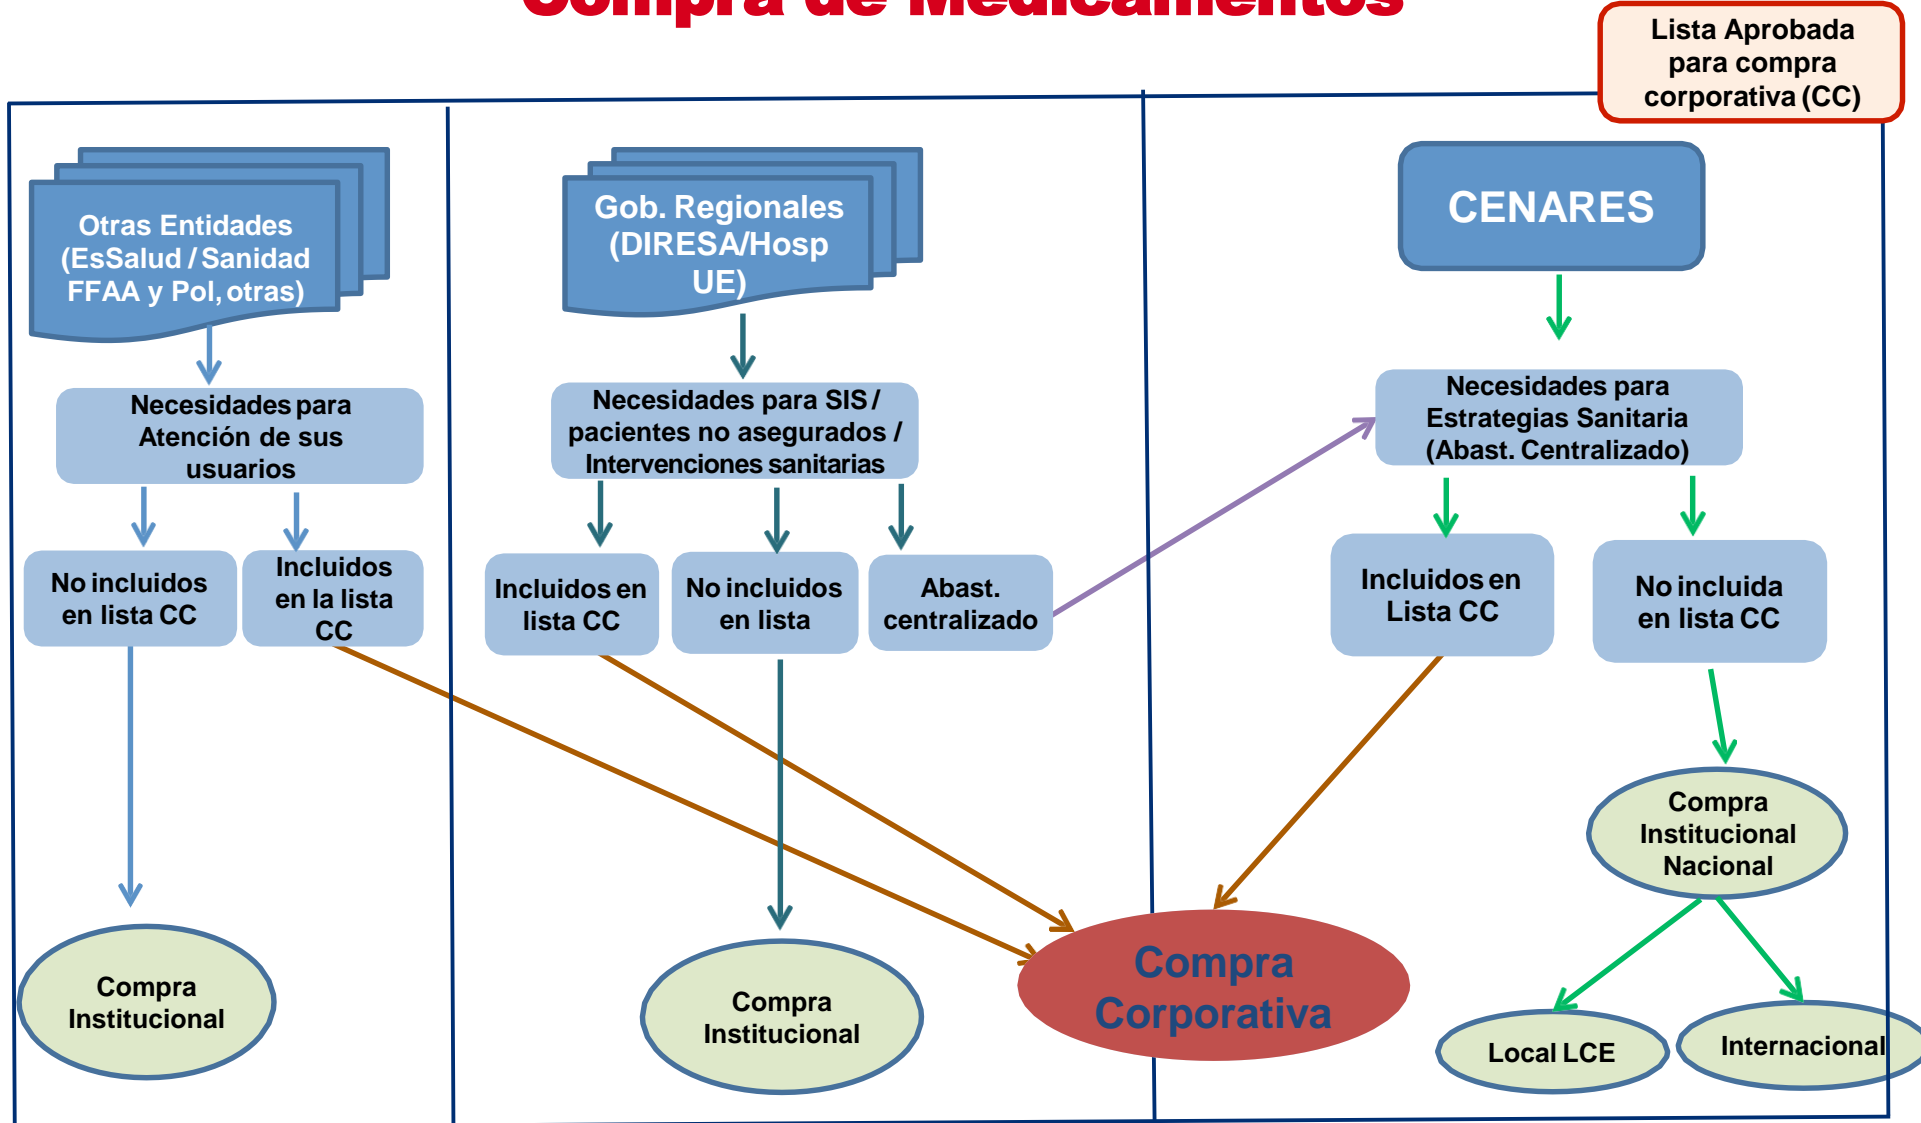 Compra de Medicamentos
Lista Aprobada
para compra
corporativa (CC)
Otras Entidades
(EsSalud / Sanidad
FFAA y Pol, otras)
Necesidades para
Atención de sus
usuarios
No incluidos
en lista CC
Incluidos
en la lista
CC
Compra
Institucional
Gob. Regionales
(DIRESA/Hosp
UE)
Necesidades para SIS /
pacientes no asegurados /
Intervenciones sanitarias
Incluidos en
lista CC
No incluidos
en lista
Abast.
centralizado
Compra
Institucional
Compra
Corporativa
CENARES
Necesidades para
Estrategias Sanitaria
(Abast. Centralizado)
Incluidos en
Lista CC
No incluida
en lista CC
Compra
Institucional
Nacional
Local LCE
Internacional